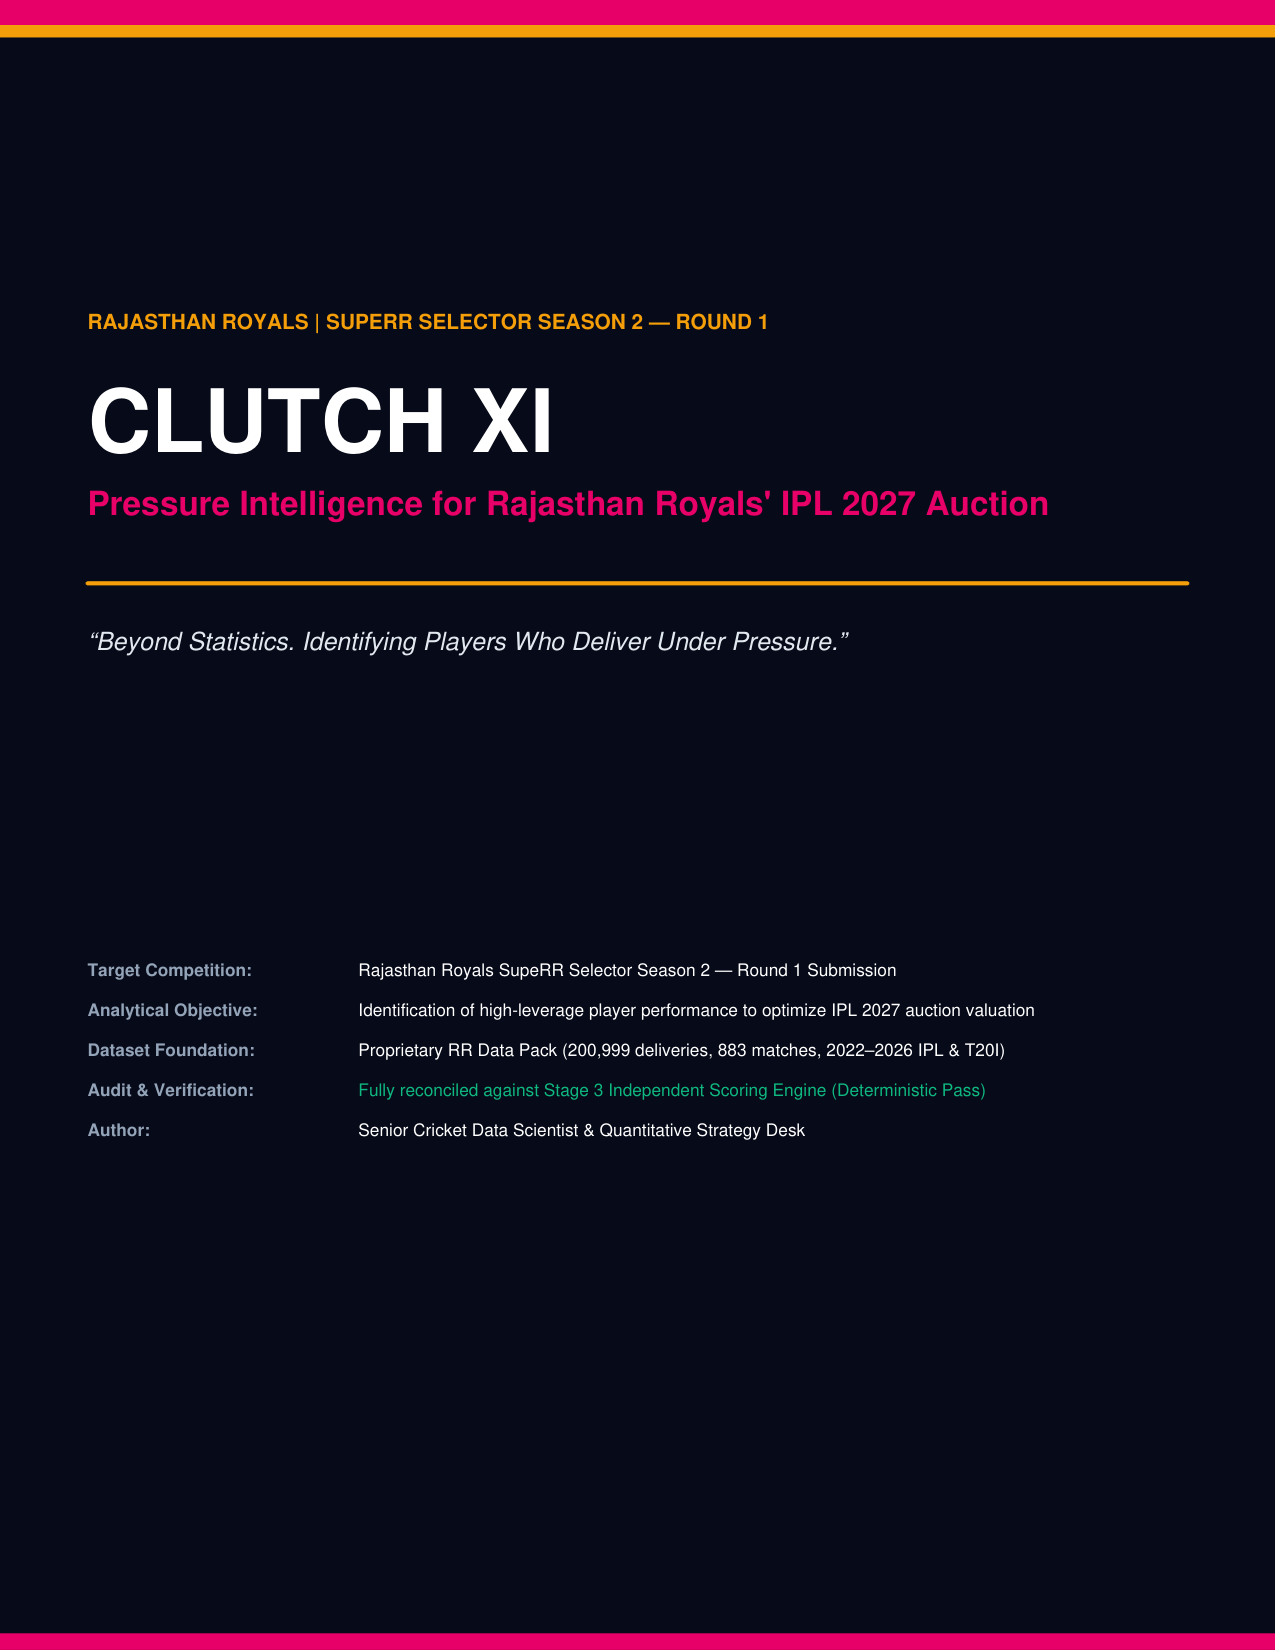 RAJASTHAN ROYALS | SUPERR SELECTOR SEASON 2 — ROUND 1
CLUTCH XI
Pressure Intelligence for Rajasthan Royals' IPL 2027 Auction
“Beyond Statistics. Identifying Players Who Deliver Under Pressure.”
Target Competition: Rajasthan Royals SupeRR Selector Season 2 — Round 1 Submission
Analytical Objective: Identification of high-leverage player performance to optimize IPL 2027 auction valuation
Dataset Foundation: Proprietary RR Data Pack (200,999 deliveries, 883 matches, 2022–2026 IPL & T20I)
Audit & Verification: Fully reconciled against Stage 3 Independent Scoring Engine (Deterministic Pass)
Author: Senior Cricket Data Scientist & Quantitative Strategy Desk